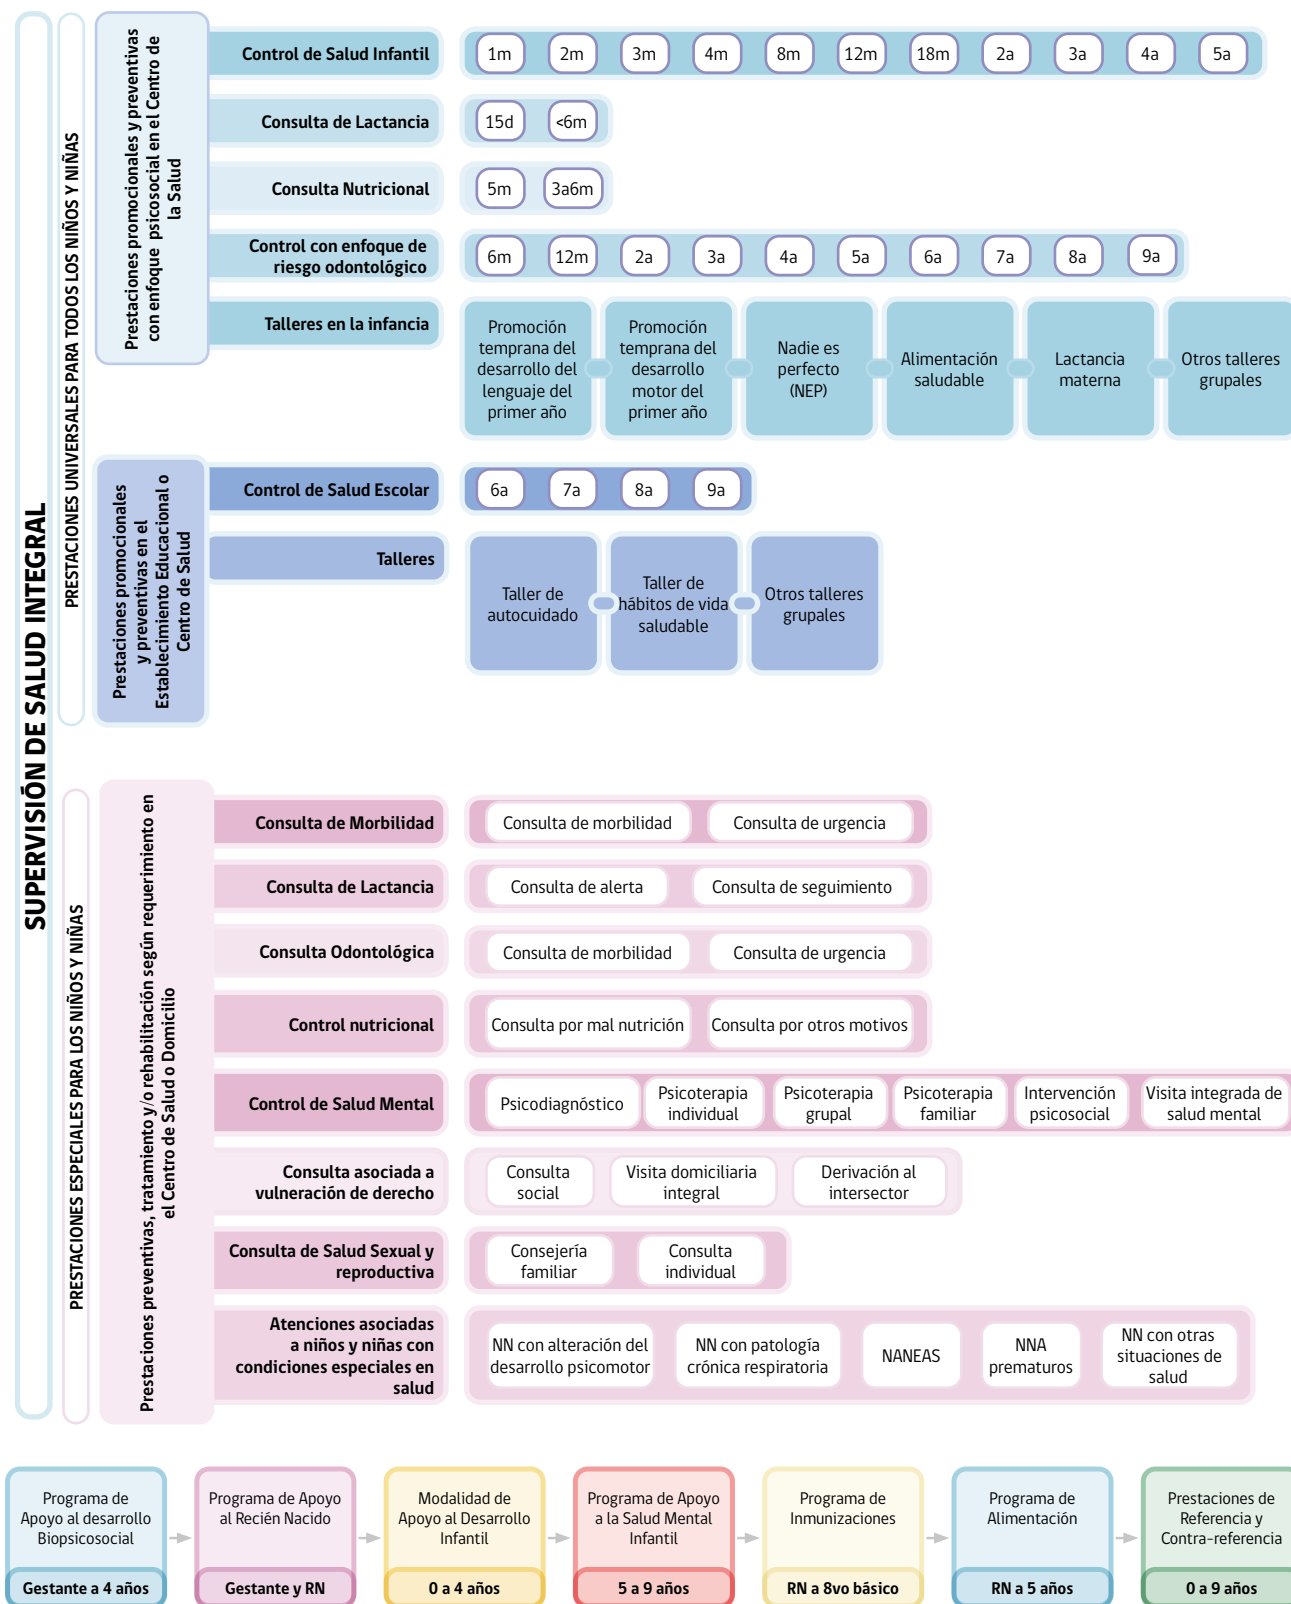 SUPERVISIÓN DE SALUD INTEGRAL
PRESTACIONES UNIVERSALES PARA TODOS LOS NIÑOS Y NIÑAS
Prestaciones promocionales y preventivas
con enfoque psicosocial en el Centro de
la Salud
Control de Salud Infantil
1m 2m 3m 4m 8m 12m 18m 2a 3a 4a 5a
Consulta de Lactancia
15d <6m
Consulta Nutricional
5m 3a6m
Control con enfoque de
riesgo odontológico
6m 12m 2a 3a 4a 5a 6a 7a 8a 9a
Talleres en la infancia
Promoción
temprana del
desarrollo del
lenguaje del
primer año
Promoción
temprana del
desarrollo
motor del
primer año
Nadie es
perfecto
(NEP)
Alimentación
saludable
Lactancia
materna
Otros talleres
grupales
Prestaciones promocionales
y preventivas en el
Establecimiento Educacional o
Centro de Salud
Control de Salud Escolar
6a 7a 8a 9a
Talleres
Taller de
autocuidado
Taller de
hábitos de vida
saludable
Otros talleres
grupales
PRESTACIONES ESPECIALES PARA LOS NIÑOS Y NIÑAS
Prestaciones preventivas, tratamiento y/o rehabilitación según requerimiento en
el Centro de Salud o Domicilio
Consulta de Morbilidad
Consulta de morbilidad
Consulta de urgencia
Consulta de Lactancia
Consulta de alerta
Consulta de seguimiento
Consulta Odontológica
Consulta de morbilidad
Consulta de urgencia
Control nutricional
Consulta por mal nutrición
Consulta por otros motivos
Control de Salud Mental
Psicodiagnóstico
Psicoterapia
individual
Psicoterapia
grupal
Psicoterapia
familiar
Intervención
psicosocial
Visita integrada de
salud mental
Consulta asociada a
vulneración de derecho
Consulta
social
Visita domiciliaria
integral
Derivación al
intersector
Consulta de Salud Sexual y
reproductiva
Consejería
familiar
Consulta
individual
Atenciones asociadas
a niños y niñas con
condiciones especiales en
salud
NN con alteración del
desarrollo psicomotor
NN con patología
crónica respiratoria
NANEAS
NNA
prematuros
NN con otras
situaciones de
salud
Programa de
Apoyo al desarrollo
Biopsicosocial
Gestante a 4 años
Programa de Apoyo
al Recién Nacido
Gestante y RN
Modalidad de
Apoyo al Desarrollo
Infantil
0 a 4 años
Programa de Apoyo
a la Salud Mental
Infantil
5 a 9 años
Programa de
Inmunizaciones
RN a 8vo básico
Programa de
Alimentación
RN a 5 años
Prestaciones de
Referencia y
Contra-referencia
0 a 9 años